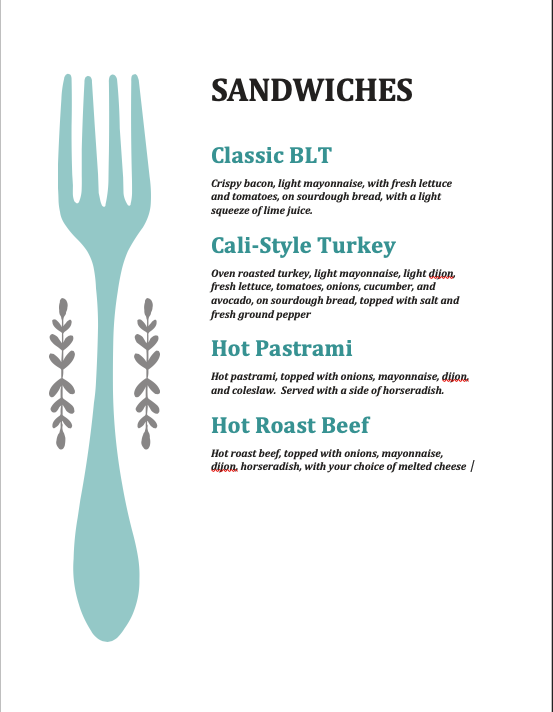 SANDWICHES
Classic BLT
Crispy bacon, light mayonnaise, with fresh lettuce
and tomatoes, on sourdough bread, with a light
squeeze of lime juice.
Cali-Style Turkey
Oven roasted turkey, light mayonnaise, light dijon,
fresh lettuce, tomatoes, onions, cucumber, and
avocado, on sourdough bread, topped with salt and
fresh ground pepper
Hot Pastrami
Hot pastrami, topped with onions, mayonnaise, dijon,
and coleslaw.  Served with a side of horseradish.
Hot Roast Beef
Hot roast beef, topped with onions, mayonnaise,
dijon, horseradish, with your choice of melted cheese